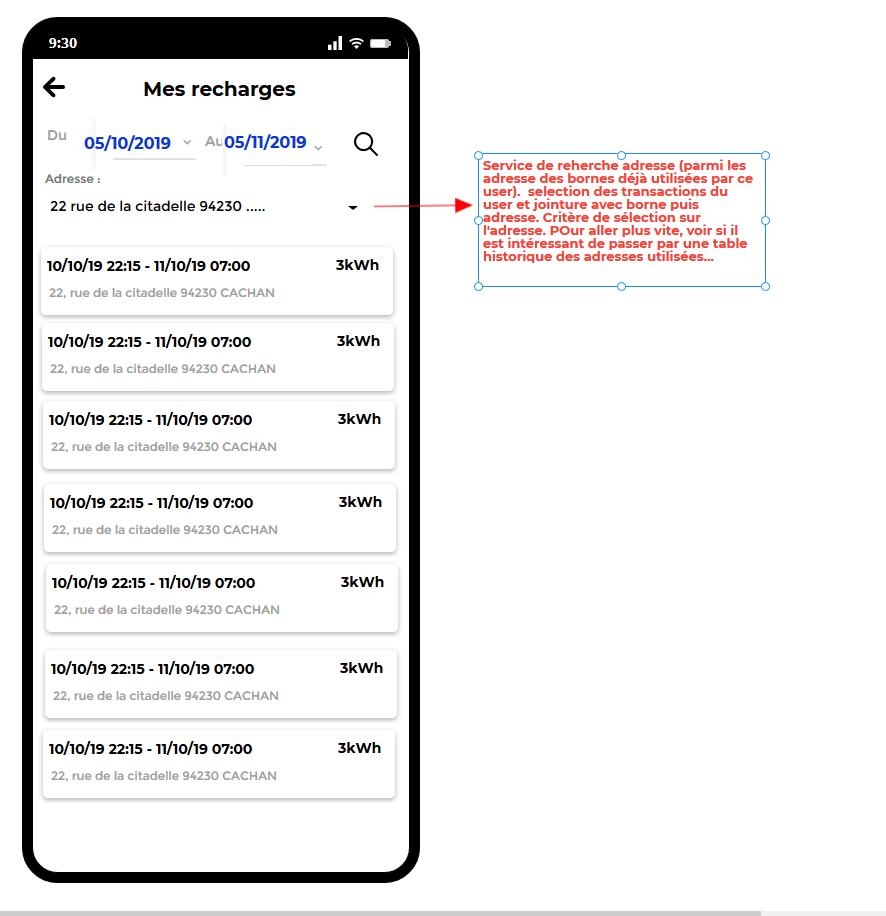 9:30
Mes recharges
Du 05/10/2019 Au 05/11/2019
Adresse :
22 rue de la citadelle 94230 .....
10/10/19 22:15 - 11/10/19 07:00 3kWh
22, rue de la citadelle 94230 CACHAN
10/10/19 22:15 - 11/10/19 07:00 3kWh
22, rue de la citadelle 94230 CACHAN
10/10/19 22:15 - 11/10/19 07:00 3kWh
22, rue de la citadelle 94230 CACHAN
10/10/19 22:15 - 11/10/19 07:00 3kWh
22, rue de la citadelle 94230 CACHAN
10/10/19 22:15 - 11/10/19 07:00 3kWh
22, rue de la citadelle 94230 CACHAN
10/10/19 22:15 - 11/10/19 07:00 3kWh
22, rue de la citadelle 94230 CACHAN
10/10/19 22:15 - 11/10/19 07:00 3kWh
22, rue de la citadelle 94230 CACHAN
Service de reherche adresse (parmi les
adresse des bornes déjà utilisées par ce
user). selection des transactions du
user et jointure avec borne puis
adresse. Critère de sélection sur
l'adresse. POur aller plus vite, voir si il
est intéressant de passer par une table
historique des adresses utilisées...